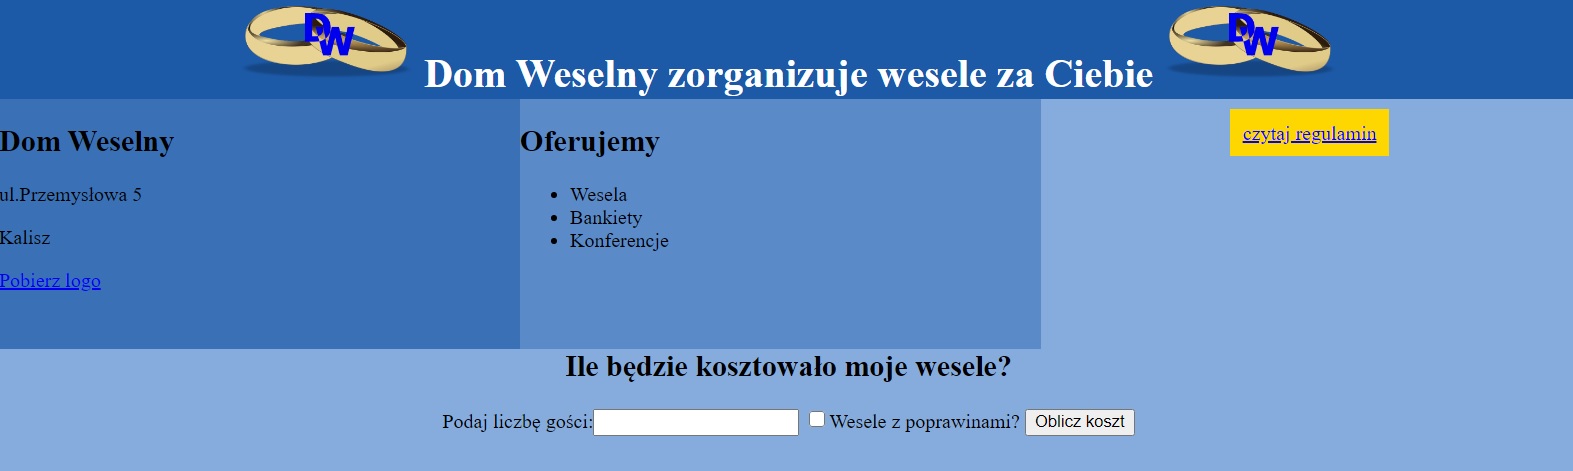 DW
DW
Dom Weselny zorganizuje wesele za Ciebie
Dom Weselny
ul.Przemysłowa 5
Kalisz
Pobierz logo
Oferujemy
Wesela
Bankiety
Konferencje
czytaj regulamin
Ile będzie kosztowało moje wesele?
Podaj liczbę gości: Wesele z poprawinami? Oblicz koszt